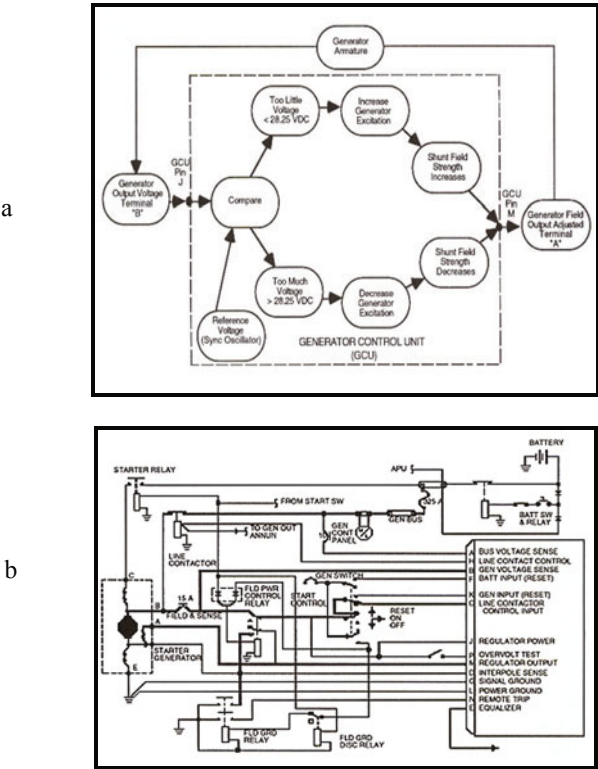 a
Generator
Armature
Too Little
Voltage
< 28.25 VDC
Increase
Generator
Excitation
GCU
Pin
J
Shunt Field
Strength
Increases
GCU
Pin
M
Generator
Output Voltage
Terminal
"B"
Compare
Generator Field
Output Adjusted
Terminal
"A"
Shunt Field
Strength
Decreases
Too Much
Voltage
> 28.25 VDC
Decrease
Generator
Excitation
Reference
Voltage
(Sync Oscillator)
GENERATOR CONTROL UNIT
(GCU)
b
BATTERY
STARTER RELAY
APU
FROM START SW
325 A
GEN BUS
BATT SW
& RELAY
TO GEN OUT
ANNUN
GEN
CONT
PANEL
LINE
CONTACTOR
A BUS VOLTAGE SENSE
H LINE CONTACT CONTROL
B GEN VOLTAGE SENSE
F BATT INPUT (RESET)
C
15 A
FLD PWR
CONTROL
RELAY
GEN SWITCH
START
CONTROL
K GEN INPUT (RESET)
LINE CONTACTOR
CONTROL INPUT
B
FIELD & SENSE
RESET
ON
OFF
A
STARTER
GENERATOR
J REGULATOR POWER
P OVERVOLT TEST
M REGULATOR OUTPUT
D INTERPOLE SENSE
E
G SIGNAL GROUND
L POWER GROUND
N REMOTE TRIP
E EQUALIZER
FLD GRD
RELAY
FLD GRD
DISC RELAY